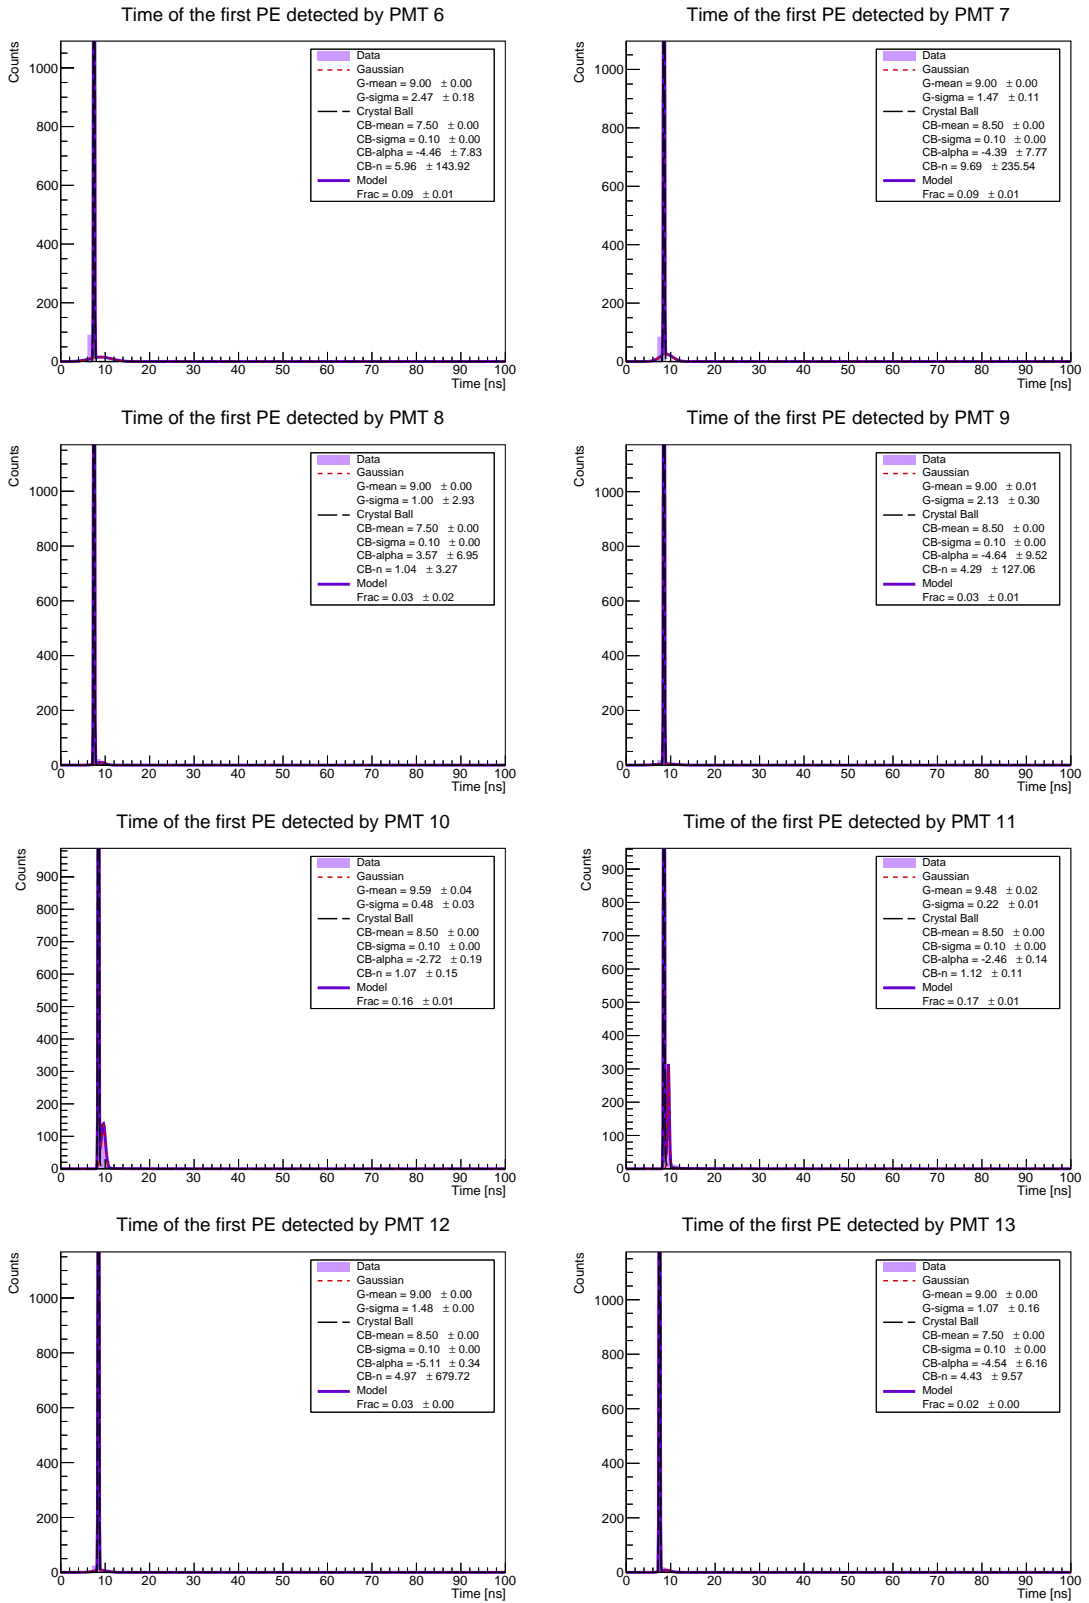 Time of the first PE detected by PMT 6
Counts
1000
800
600
400
200
0
0 10 20 30 40 50 60 70 80 90 100
Time [ns]
Data
Gaussian
G-mean = 9.00 ± 0.00
G-sigma = 2.47 ± 0.18
Crystal Ball
CB-mean = 7.50 ± 0.00
CB-sigma = 0.10 ± 0.00
CB-alpha = -4.46 ± 7.83
CB-n = 5.96 ± 143.92
Model
Frac = 0.09 ± 0.01
Time of the first PE detected by PMT 7
Counts
1000
800
600
400
200
0
0 10 20 30 40 50 60 70 80 90 100
Time [ns]
Data
Gaussian
G-mean = 9.00 ± 0.00
G-sigma = 1.47 ± 0.11
Crystal Ball
CB-mean = 8.50 ± 0.00
CB-sigma = 0.10 ± 0.00
CB-alpha = -4.39 ± 7.77
CB-n = 9.69 ± 235.54
Model
Frac = 0.09 ± 0.01
Time of the first PE detected by PMT 8
Counts
1000
800
600
400
200
0
0 10 20 30 40 50 60 70 80 90 100
Time [ns]
Data
Gaussian
G-mean = 9.00 ± 0.00
G-sigma = 1.00 ± 2.93
Crystal Ball
CB-mean = 7.50 ± 0.00
CB-sigma = 0.10 ± 0.00
CB-alpha = 3.57 ± 6.95
CB-n = 1.04 ± 3.27
Model
Frac = 0.03 ± 0.02
Time of the first PE detected by PMT 9
Counts
1000
800
600
400
200
0
0 10 20 30 40 50 60 70 80 90 100
Time [ns]
Data
Gaussian
G-mean = 9.00 ± 0.01
G-sigma = 2.13 ± 0.30
Crystal Ball
CB-mean = 8.50 ± 0.00
CB-sigma = 0.10 ± 0.00
CB-alpha = -4.64 ± 9.52
CB-n = 4.29 ± 127.06
Model
Frac = 0.03 ± 0.01
Time of the first PE detected by PMT 10
Counts
900
800
700
600
500
400
300
200
100
0
0 10 20 30 40 50 60 70 80 90 100
Time [ns]
Data
Gaussian
G-mean = 9.59 ± 0.04
G-sigma = 0.48 ± 0.03
Crystal Ball
CB-mean = 8.50 ± 0.00
CB-sigma = 0.10 ± 0.00
CB-alpha = -2.72 ± 0.19
CB-n = 1.07 ± 0.15
Model
Frac = 0.16 ± 0.01
Time of the first PE detected by PMT 11
Counts
900
800
700
600
500
400
300
200
100
0
0 10 20 30 40 50 60 70 80 90 100
Time [ns]
Data
Gaussian
G-mean = 9.48 ± 0.02
G-sigma = 0.22 ± 0.01
Crystal Ball
CB-mean = 8.50 ± 0.00
CB-sigma = 0.10 ± 0.00
CB-alpha = -2.46 ± 0.14
CB-n = 1.12 ± 0.11
Model
Frac = 0.17 ± 0.01
Time of the first PE detected by PMT 12
Counts
1000
800
600
400
200
0
0 10 20 30 40 50 60 70 80 90 100
Time [ns]
Data
Gaussian
G-mean = 9.00 ± 0.00
G-sigma = 1.48 ± 0.00
Crystal Ball
CB-mean = 8.50 ± 0.00
CB-sigma = 0.10 ± 0.00
CB-alpha = -5.11 ± 0.34
CB-n = 4.97 ± 679.72
Model
Frac = 0.03 ± 0.00
Time of the first PE detected by PMT 13
Counts
1000
800
600
400
200
0
0 10 20 30 40 50 60 70 80 90 100
Time [ns]
Data
Gaussian
G-mean = 9.00 ± 0.00
G-sigma = 1.07 ± 0.16
Crystal Ball
CB-mean = 7.50 ± 0.00
CB-sigma = 0.10 ± 0.00
CB-alpha = -4.54 ± 6.16
CB-n = 4.43 ± 9.57
Model
Frac = 0.02 ± 0.00